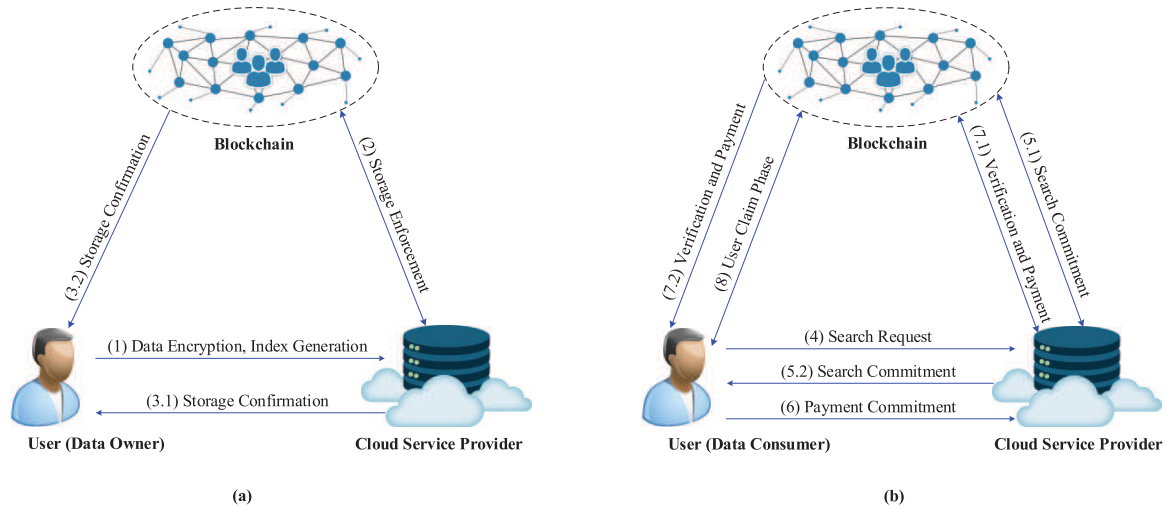 Blockchain
(3.2) Storage Confirmation
(2) Storage Enforcement
(1) Data Encryption, Index Generation
(3.1) Storage Confirmation
User (Data Owner)
Cloud Service Provider
(a)
Blockchain
(7.2) Verification and Payment
(8) User Claim Phase
(7.1) Verification and Payment
(5.1) Search Commitment
(4) Search Request
(5.2) Search Commitment
(6) Payment Commitment
User (Data Consumer)
Cloud Service Provider
(b)